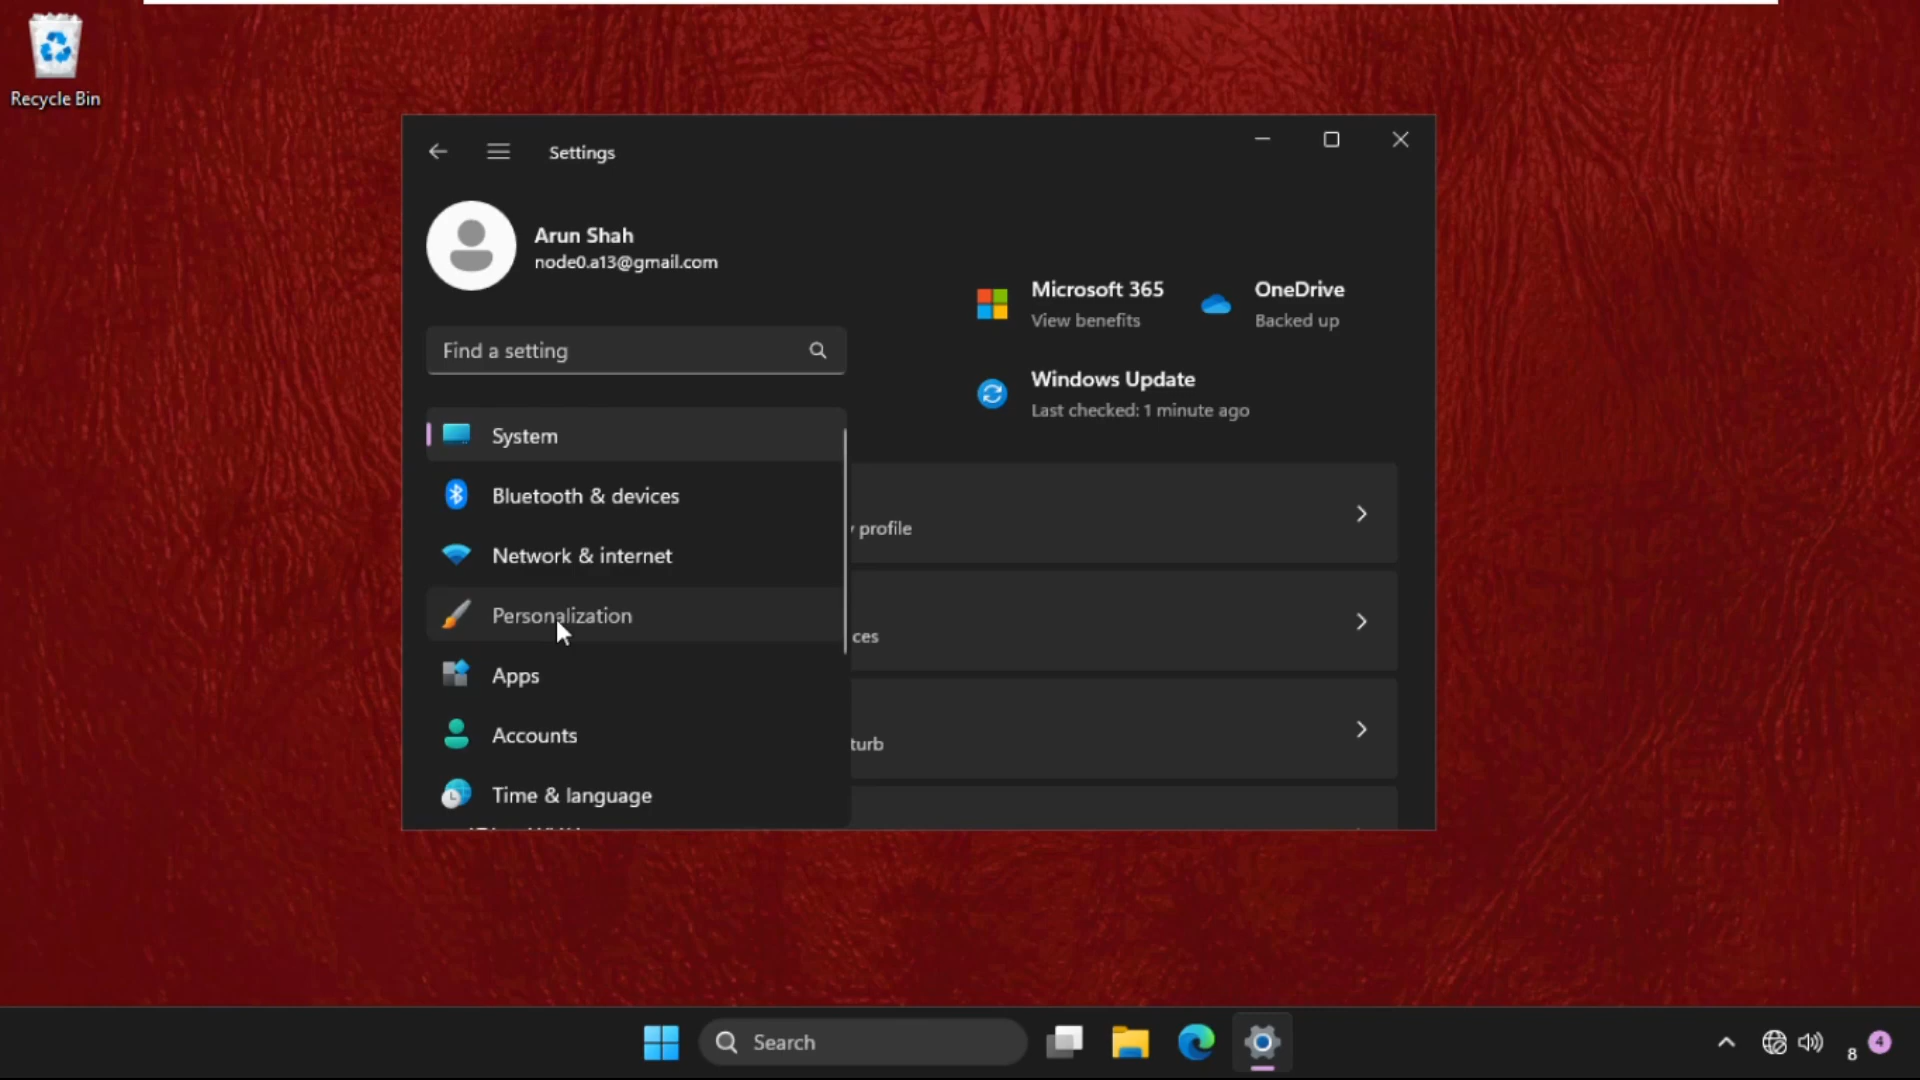 Recycle Bin
Settings
Arun Shah
node0.a13@gmail.com
Find a setting
Microsoft 365
View benefits
OneDrive
Backed up
Windows Update
Last checked: 1 minute ago
System
Bluetooth & devices
Network & internet
Personalization
Apps
Accounts
Time & language
profile
ces
turb
Search
8
4